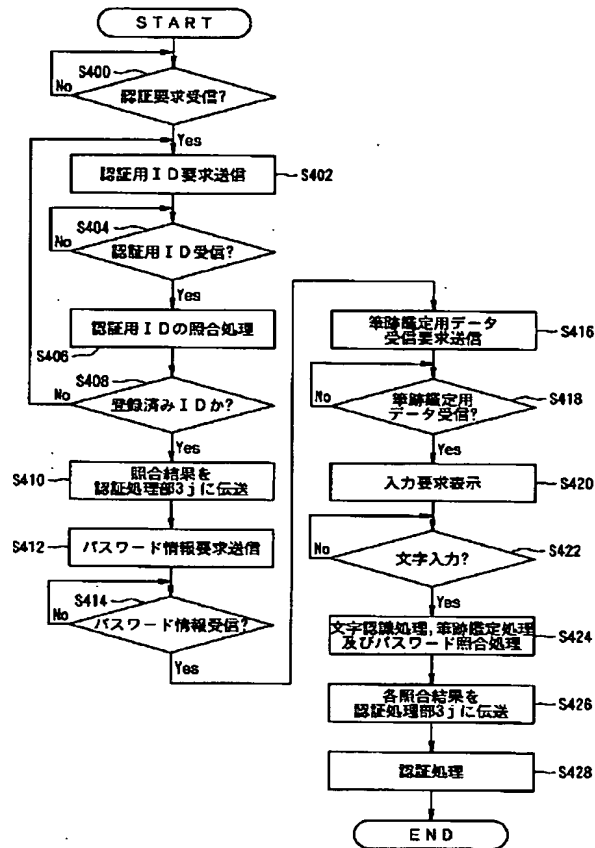 START
S400
No
認証要求受信?
Yes
認証用ID要求送信
S402
S404
No
認証用ID受信?
Yes
認証用IDの照合処理
S406
S408
No
登録済みIDか?
Yes
S410
照合結果を
認証処理部3jに伝送
S412
パスワード情報要求送信
S414
No
パスワード情報受信?
Yes
筆跡鑑定用データ
受信要求送信
S416
No
筆跡鑑定用
データ受信?
S418
Yes
入力要求表示
S420
No
文字入力?
S422
Yes
文字認識処理,筆跡鑑定処理
及びパスワード照合処理
S424
各照合結果を
認証処理部3jに伝送
S426
認証処理
S428
END